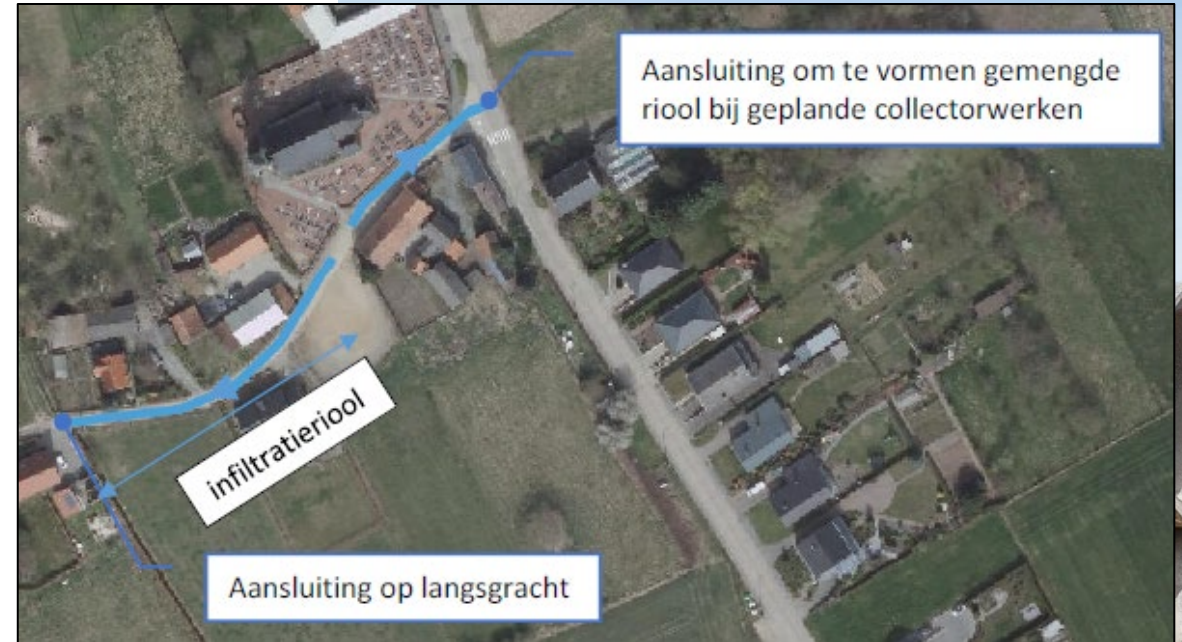 Aansluiting om te vormen gemengde
riool bij geplande collectorwerken
infiltratieriool
Aansluiting op langsgracht